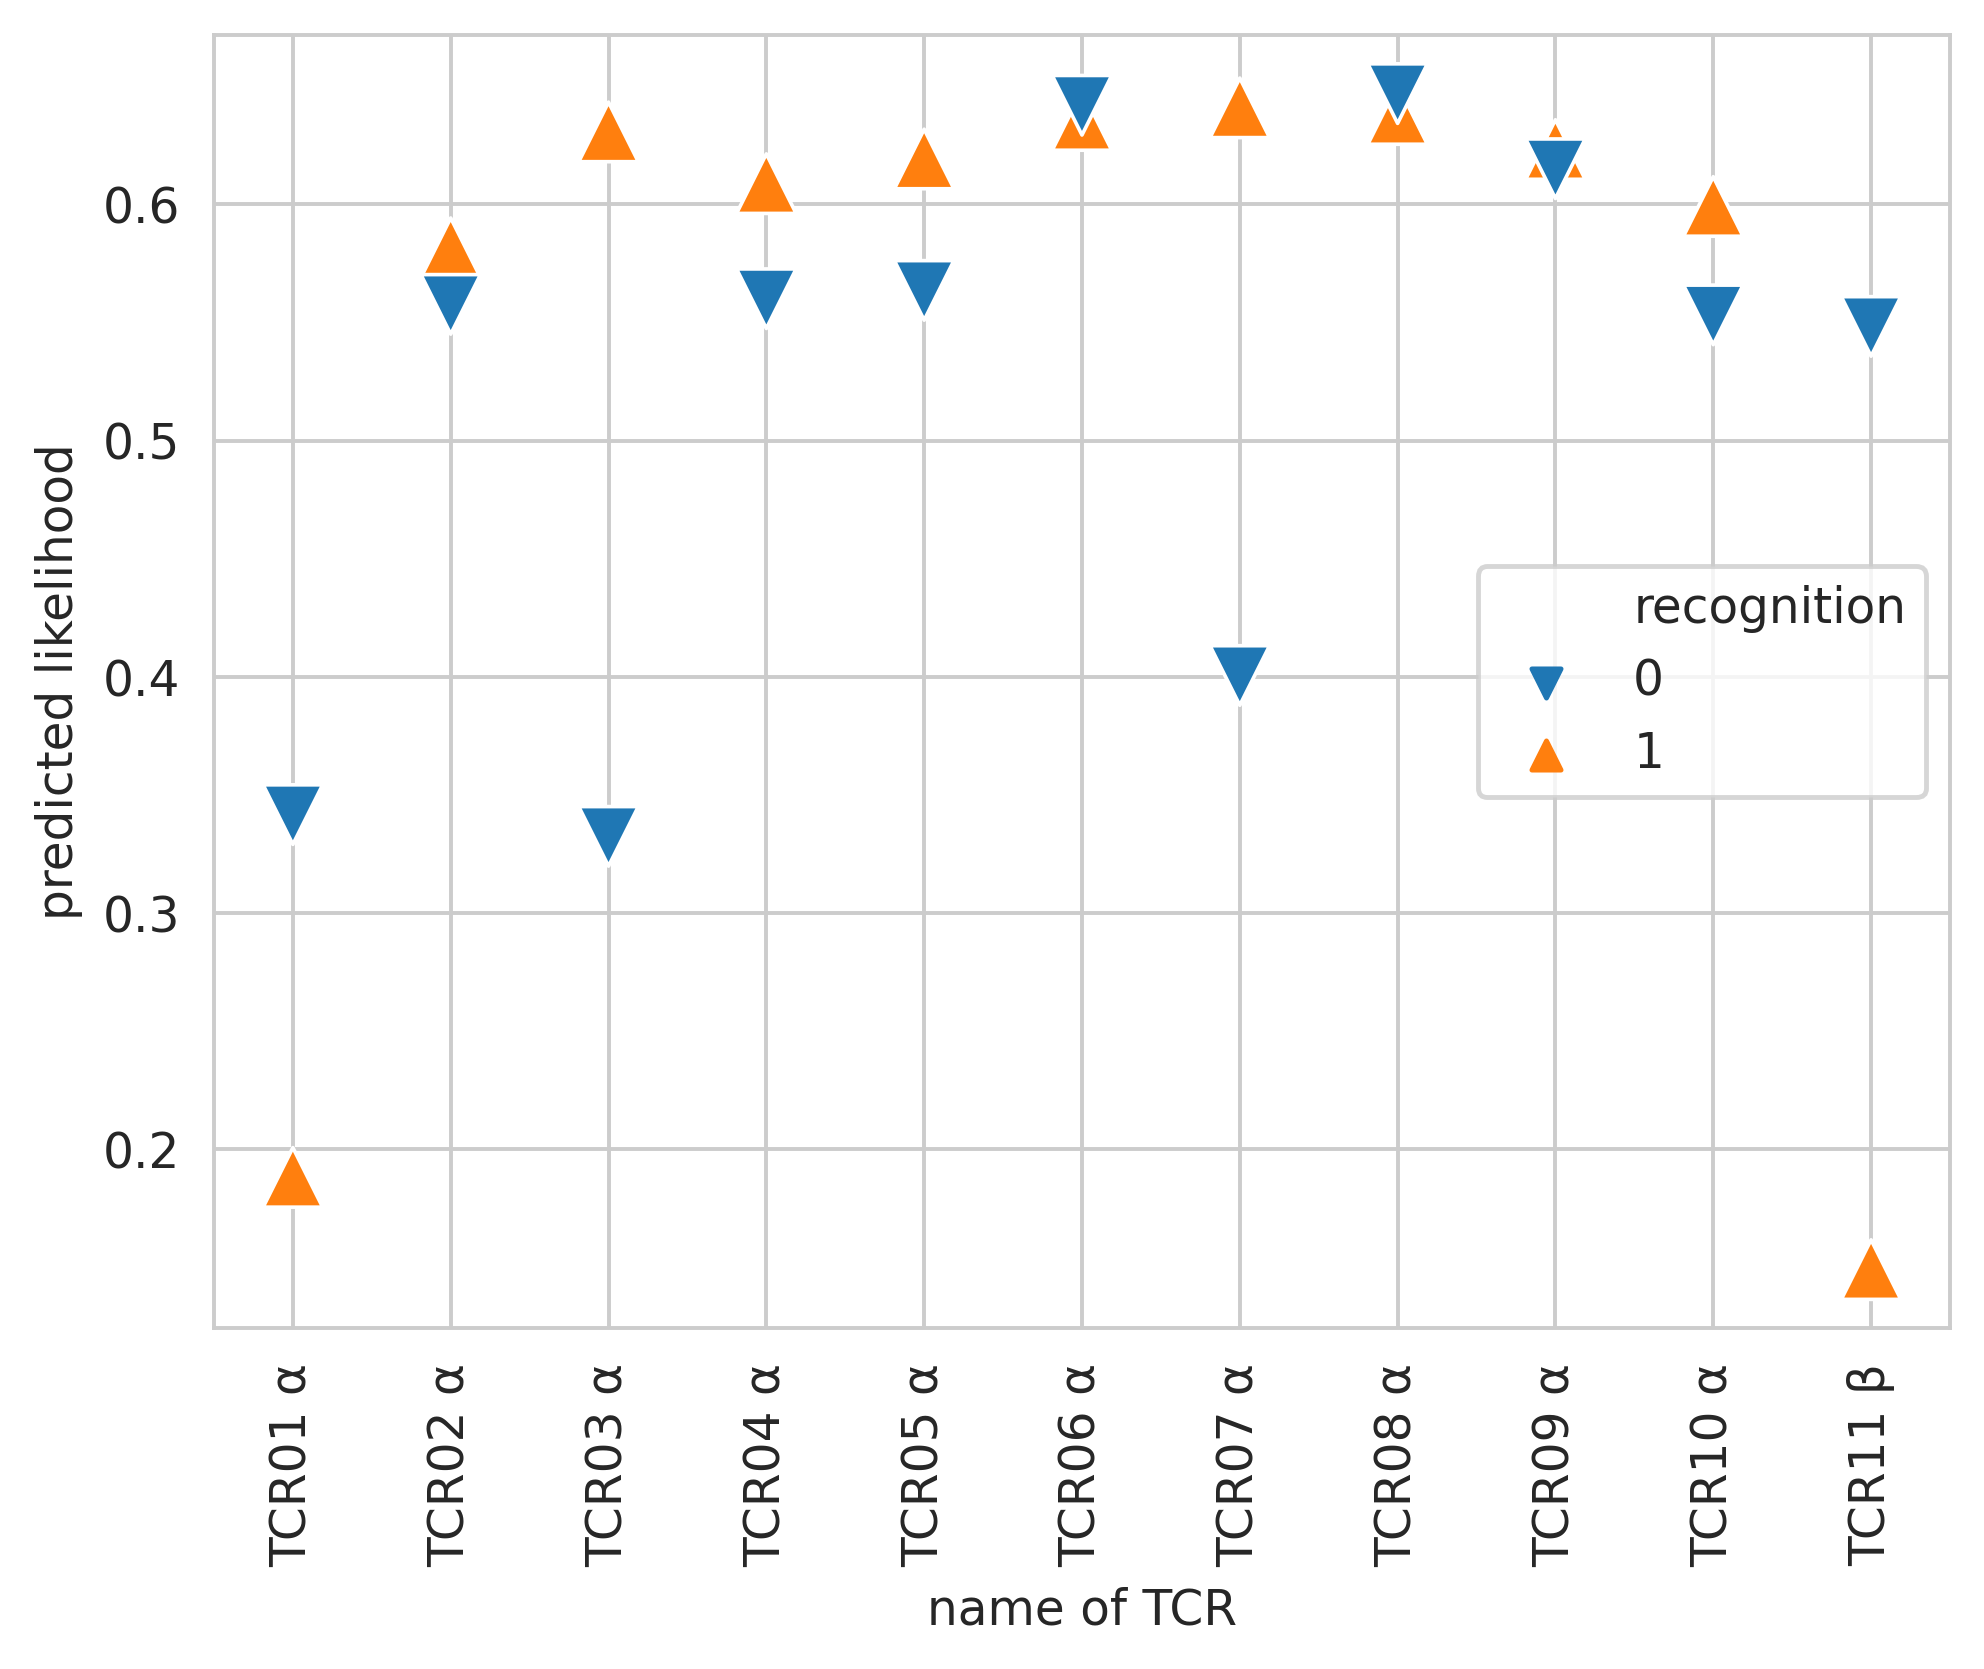 predicted likelihood
0.6
0.5
0.4
0.3
0.2
recognition
0
1
TCR01 α
TCR02 α
TCR03 α
TCR04 α
TCR05 α
TCR06 α
TCR07 α
TCR08 α
TCR09 α
TCR10 α
TCR11 β
name of TCR